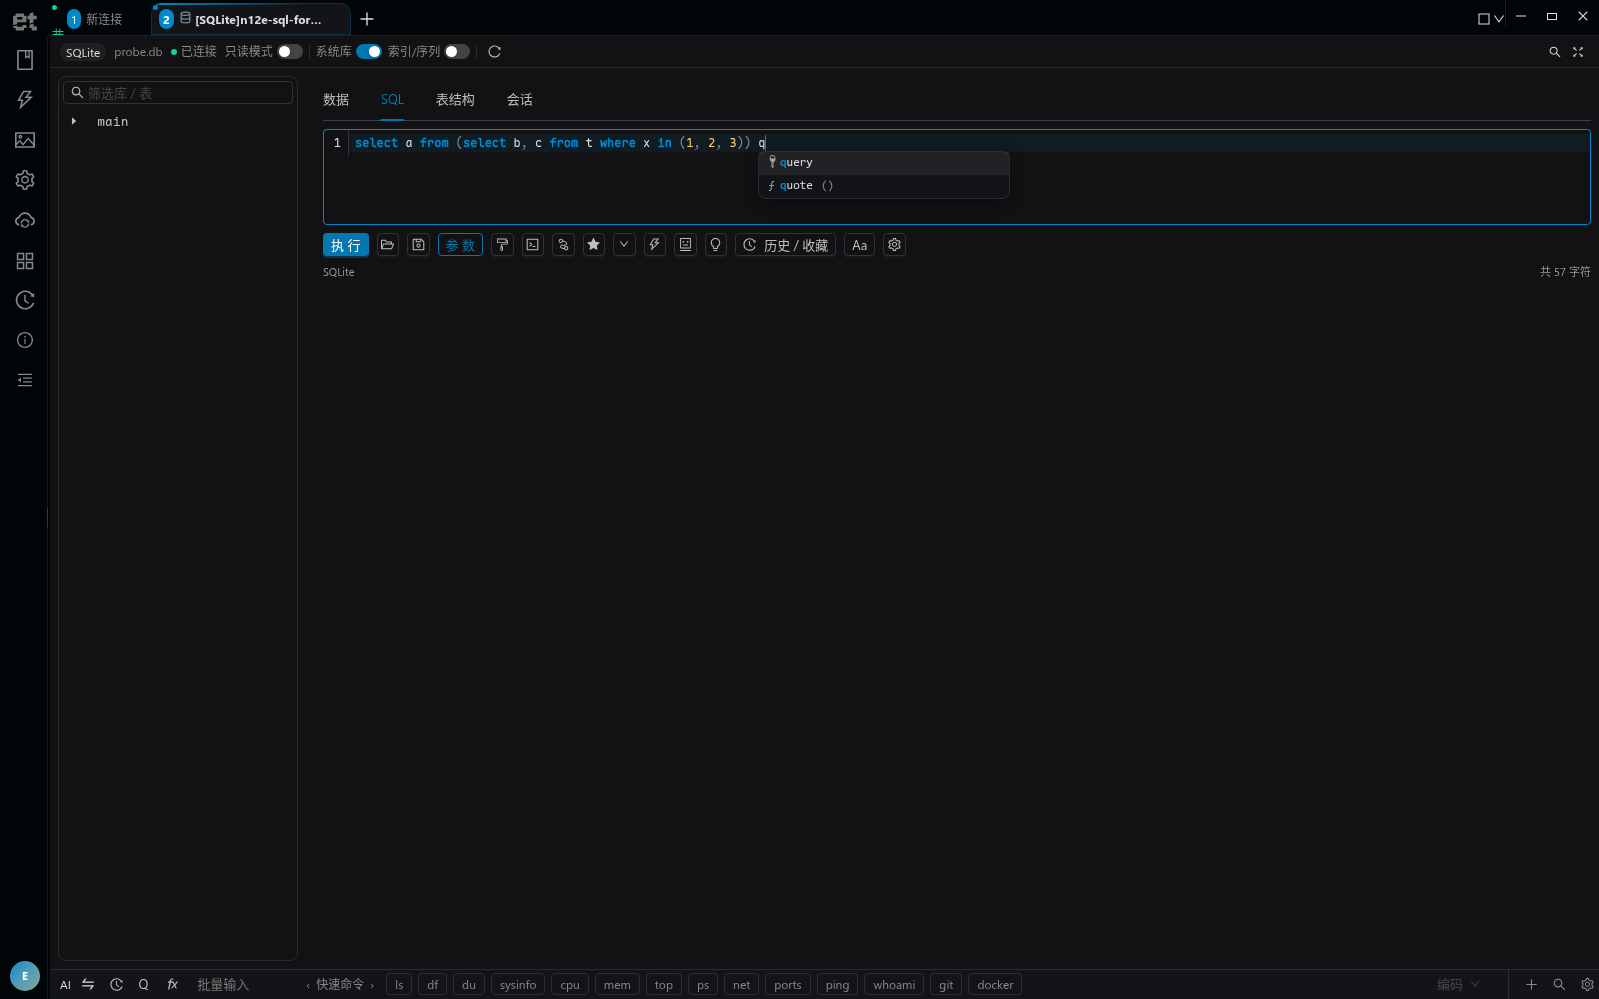 et
1 新连接
2 [SQLite]n12e-sql-for...
SQLite probe.db 已连接 只读模式 系统库 索引/序列
筛选库 / 表
main
数据 SQL 表结构 会话
1 select a from (select b, c from t where x in (1, 2, 3)) q
query
quote ()
执 行 参 数 历史 / 收藏 Aa
SQLite 共 57 字符
E
AI Q fx 批量输入 ‹ 快速命令 › ls df du sysinfo cpu mem top ps net ports ping whoami git docker 编码